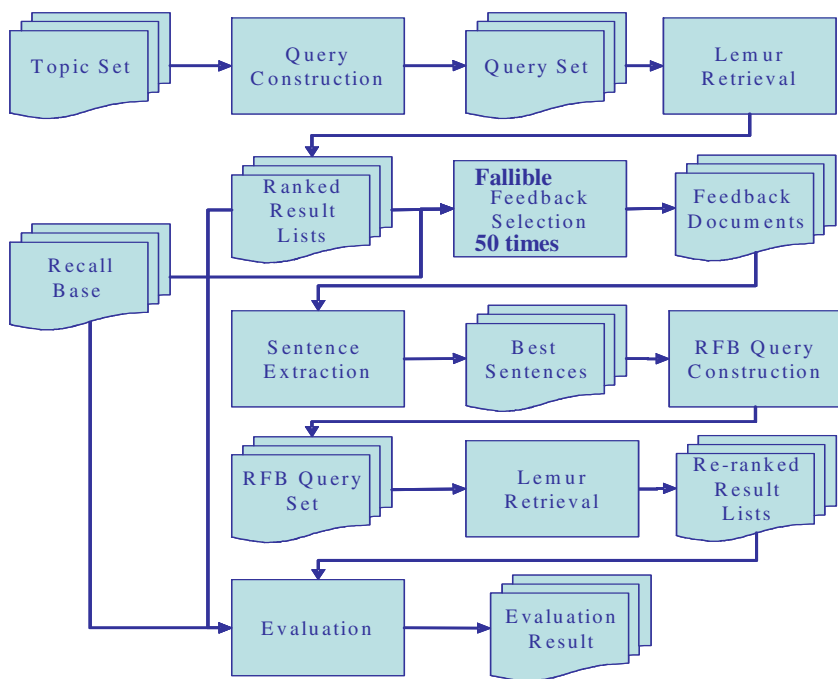 Topic Set
Query
Construction
Query Set
Lemur
Retrieval
Ranked
Result
Lists
Fallible
Feedback
Selection
50 times
Feedback
Documents
Recall
Base
Sentence
Extraction
Best
Sentences
RFB Query
Construction
RFB Query
Set
Lemur
Retrieval
Re-ranked
Result
Lists
Evaluation
Evaluation
Result